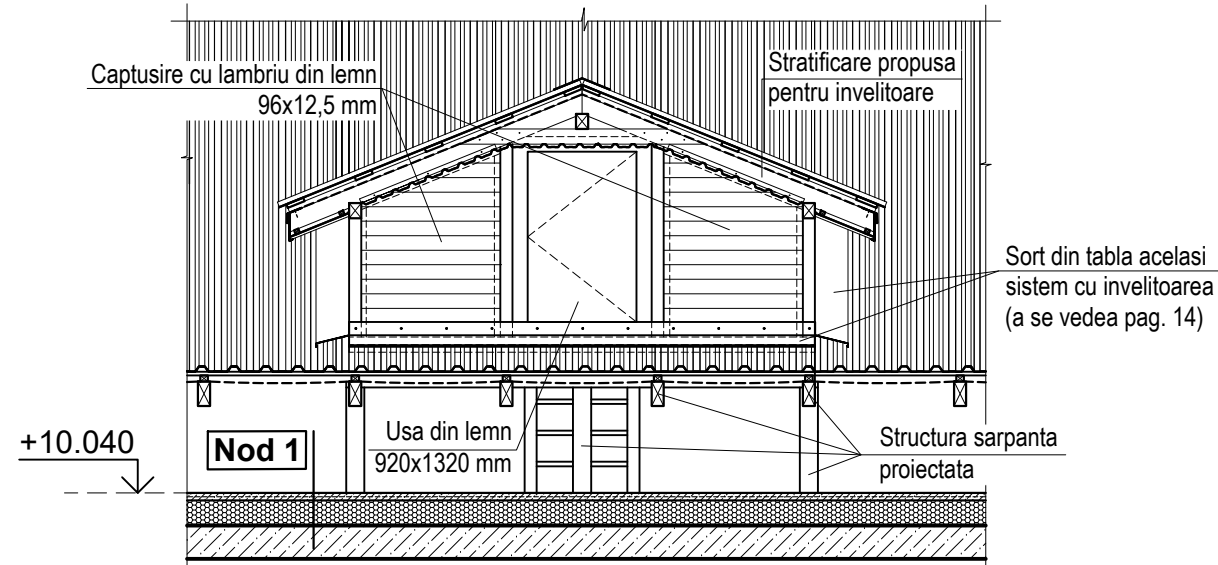 Captusire cu lambriu din lemn
96x12,5 mm
Stratificare propusa
pentru invelitoare
Sort din tabla acelasi
sistem cu invelitoarea
(a se vedea pag. 14)
+10.040
Nod 1
Usa din lemn
920x1320 mm
Structura sarpanta
proiectata